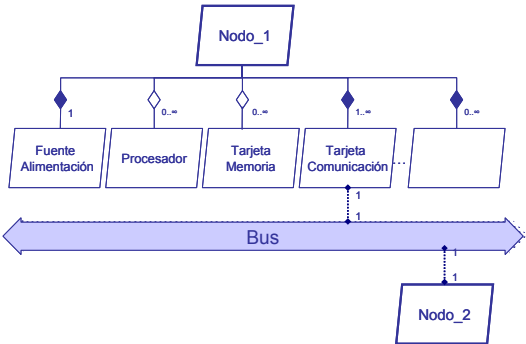 Nodo_1
1
0..∞
0..∞
1..∞
0..∞
Fuente
Alimentación
Procesador
Tarjeta
Memoria
Tarjeta
Comunicación
...
1
1
Bus
1
1
Nodo_2